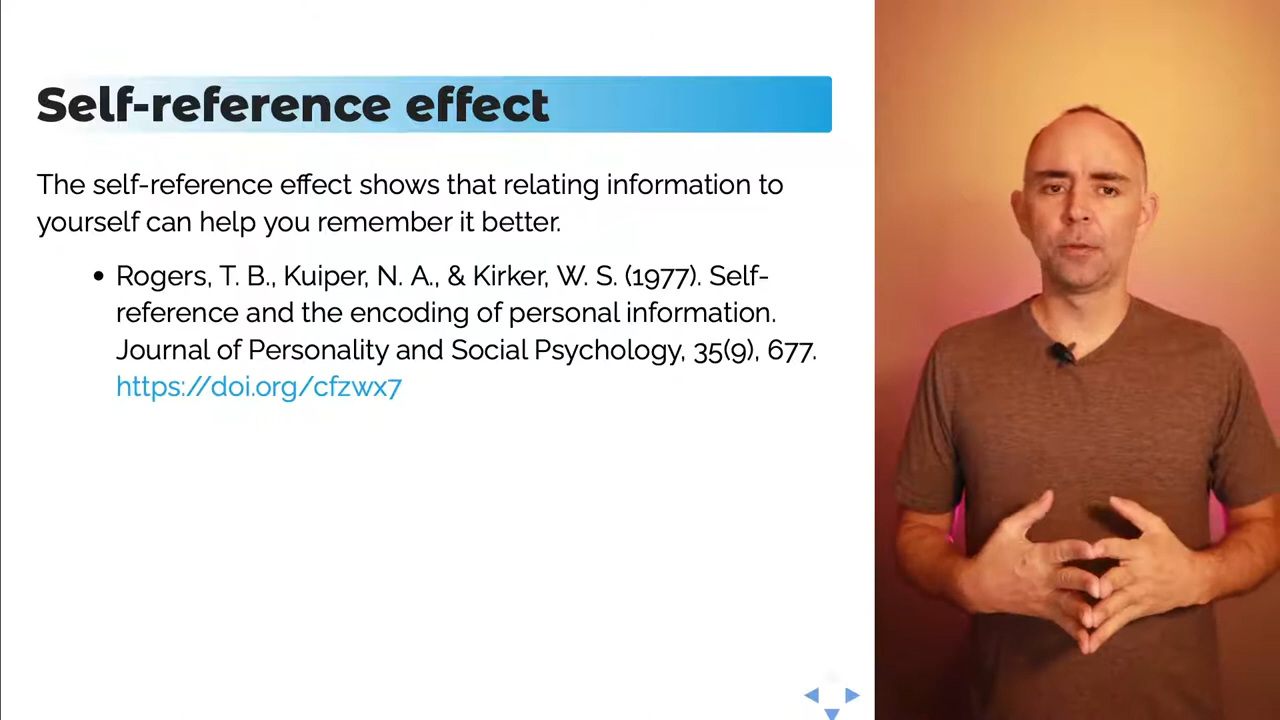 Self-reference effect
The self-reference effect shows that relating information to
yourself can help you remember it better.
• Rogers, T. B., Kuiper, N. A., & Kirker, W. S. (1977). Self-
reference and the encoding of personal information.
Journal of Personality and Social Psychology, 35(9), 677.
https://doi.org/cfzwx7